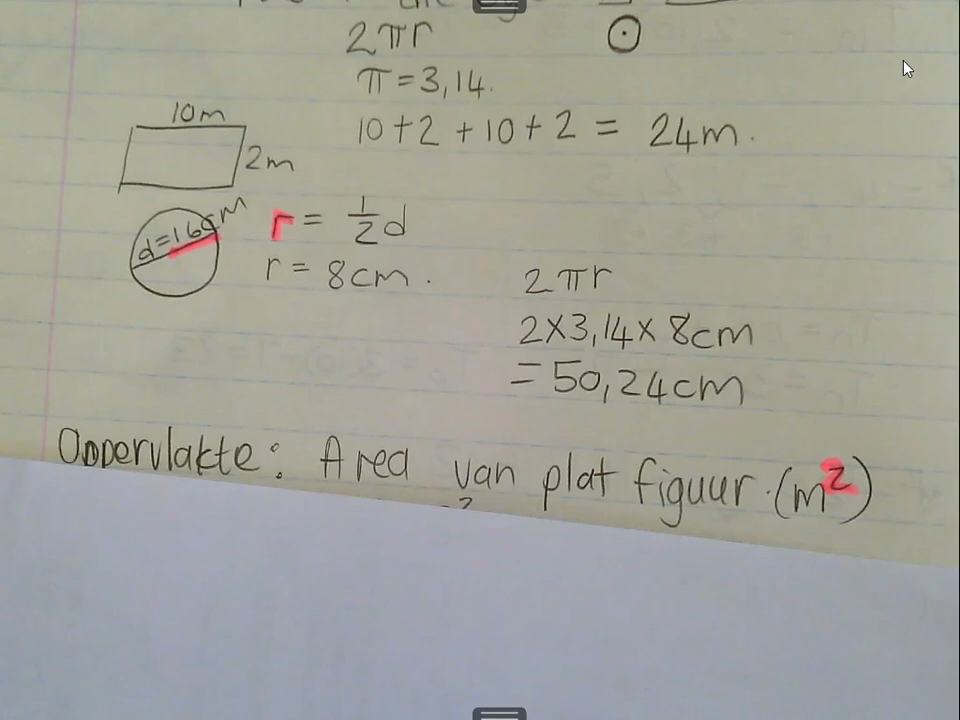 2πr
π = 3,14.
10m
10+2 +10+2 = 24m.
2m
d=16cm
r = ½d
r = 8cm.
2πr
2×3,14× 8cm
= 50,24cm
Oppervlakte: Area van plat figuur. (m²)